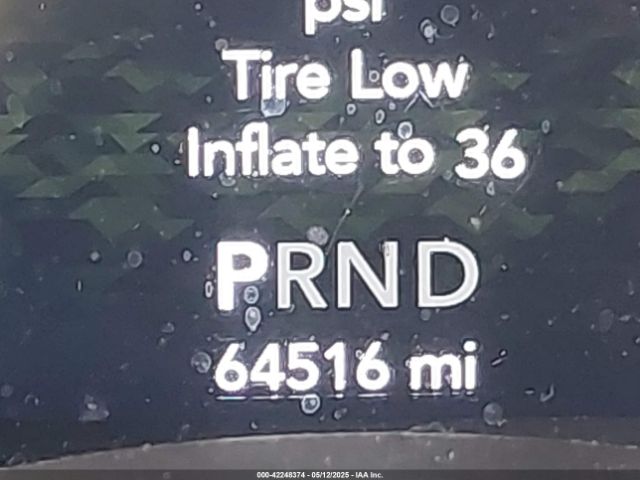 psi
Tire Low
Inflate to 36
PRND
64516 mi
000-42248374 - 05/12/2025 - IAA Inc.